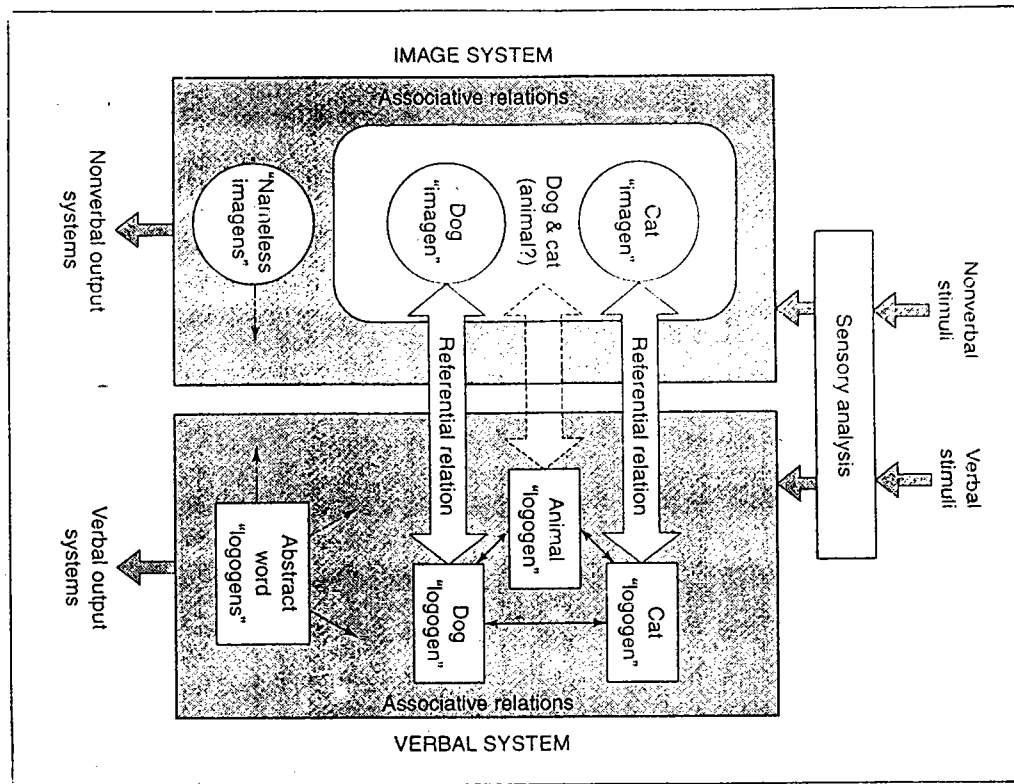 IMAGE SYSTEM
Associative relations
Nonverbal
stimuli
Verbal
stimuli
Sensory analysis
Cat
"imagen"
Dog & cat
(animal?)
Dog
"imagen"
"Nameless
imagens"
Nonverbal output
systems
Referential relation
Referential relation
Cat
"logogen"
Animal
"logogen"
Dog
"logogen"
Abstract
word
"logogens"
Verbal output
systems
Associative relations
VERBAL SYSTEM